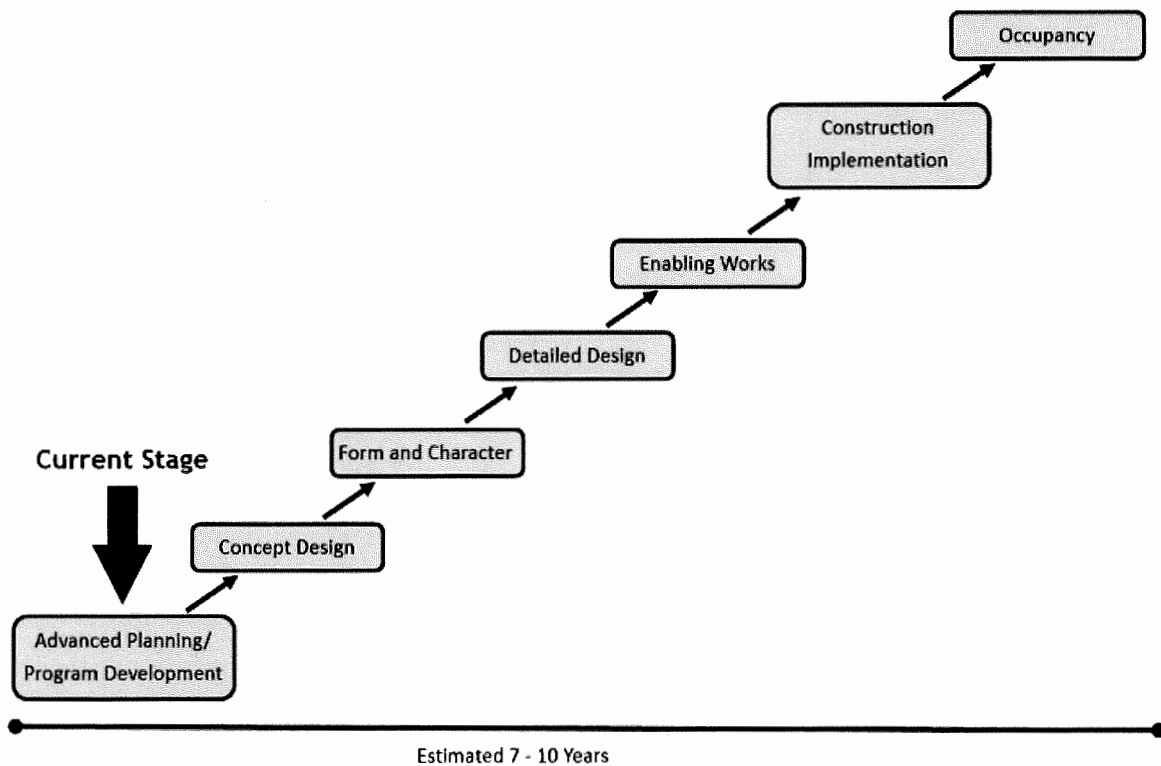 Occupancy
Construction
Implementation
Enabling Works
Detailed Design
Form and Character
Current Stage
Concept Design
Advanced Planning/
Program Development
Estimated 7 - 10 Years